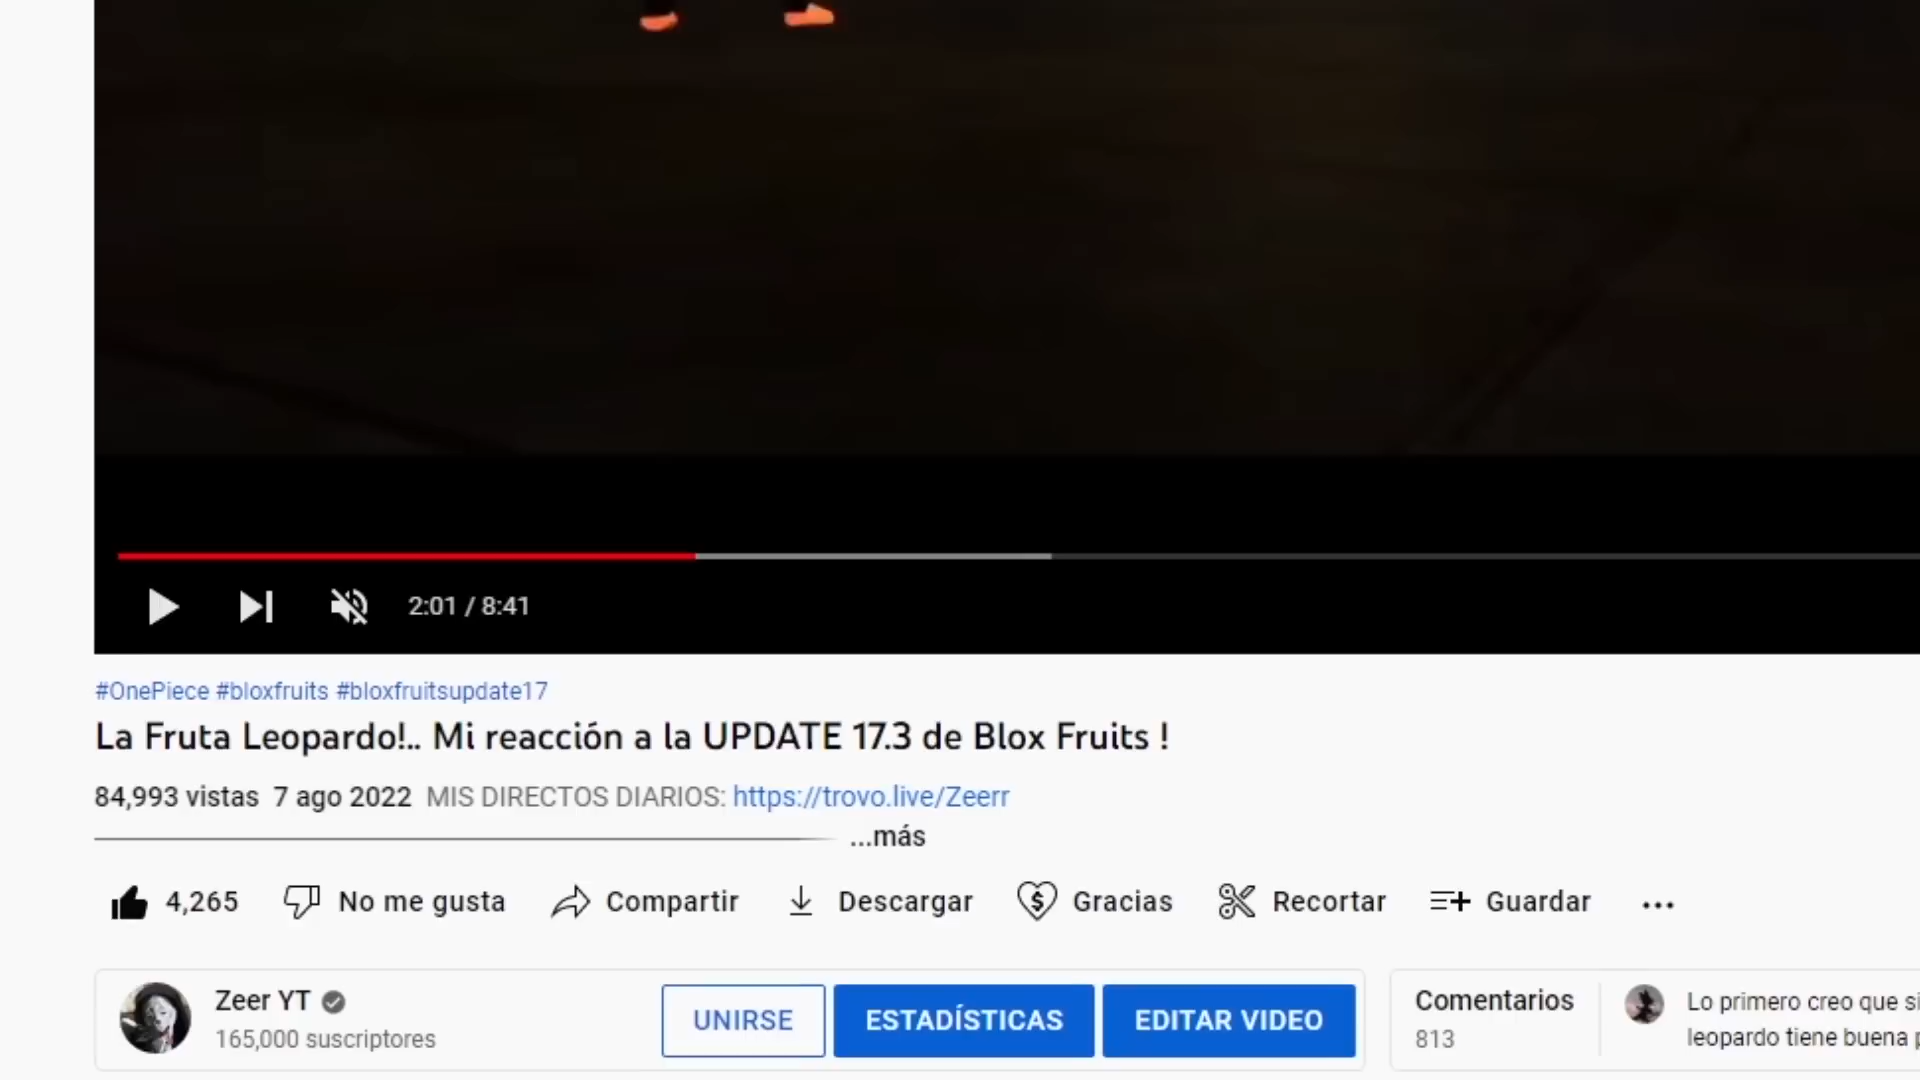 2:01 / 8:41
#OnePiece #bloxfruits #bloxfruitsupdate17
La Fruta Leopardo!.. Mi reacción a la UPDATE 17.3 de Blox Fruits !
84,993 vistas 7 ago 2022 MIS DIRECTOS DIARIOS: https://trovo.live/Zeerr
...más
4,265 No me gusta Compartir Descargar Gracias Recortar Guardar ...
Zeer YT
165,000 suscriptores
UNIRSE ESTADÍSTICAS EDITAR VIDEO
Comentarios
813
Lo primero creo que si
leopardo tiene buena